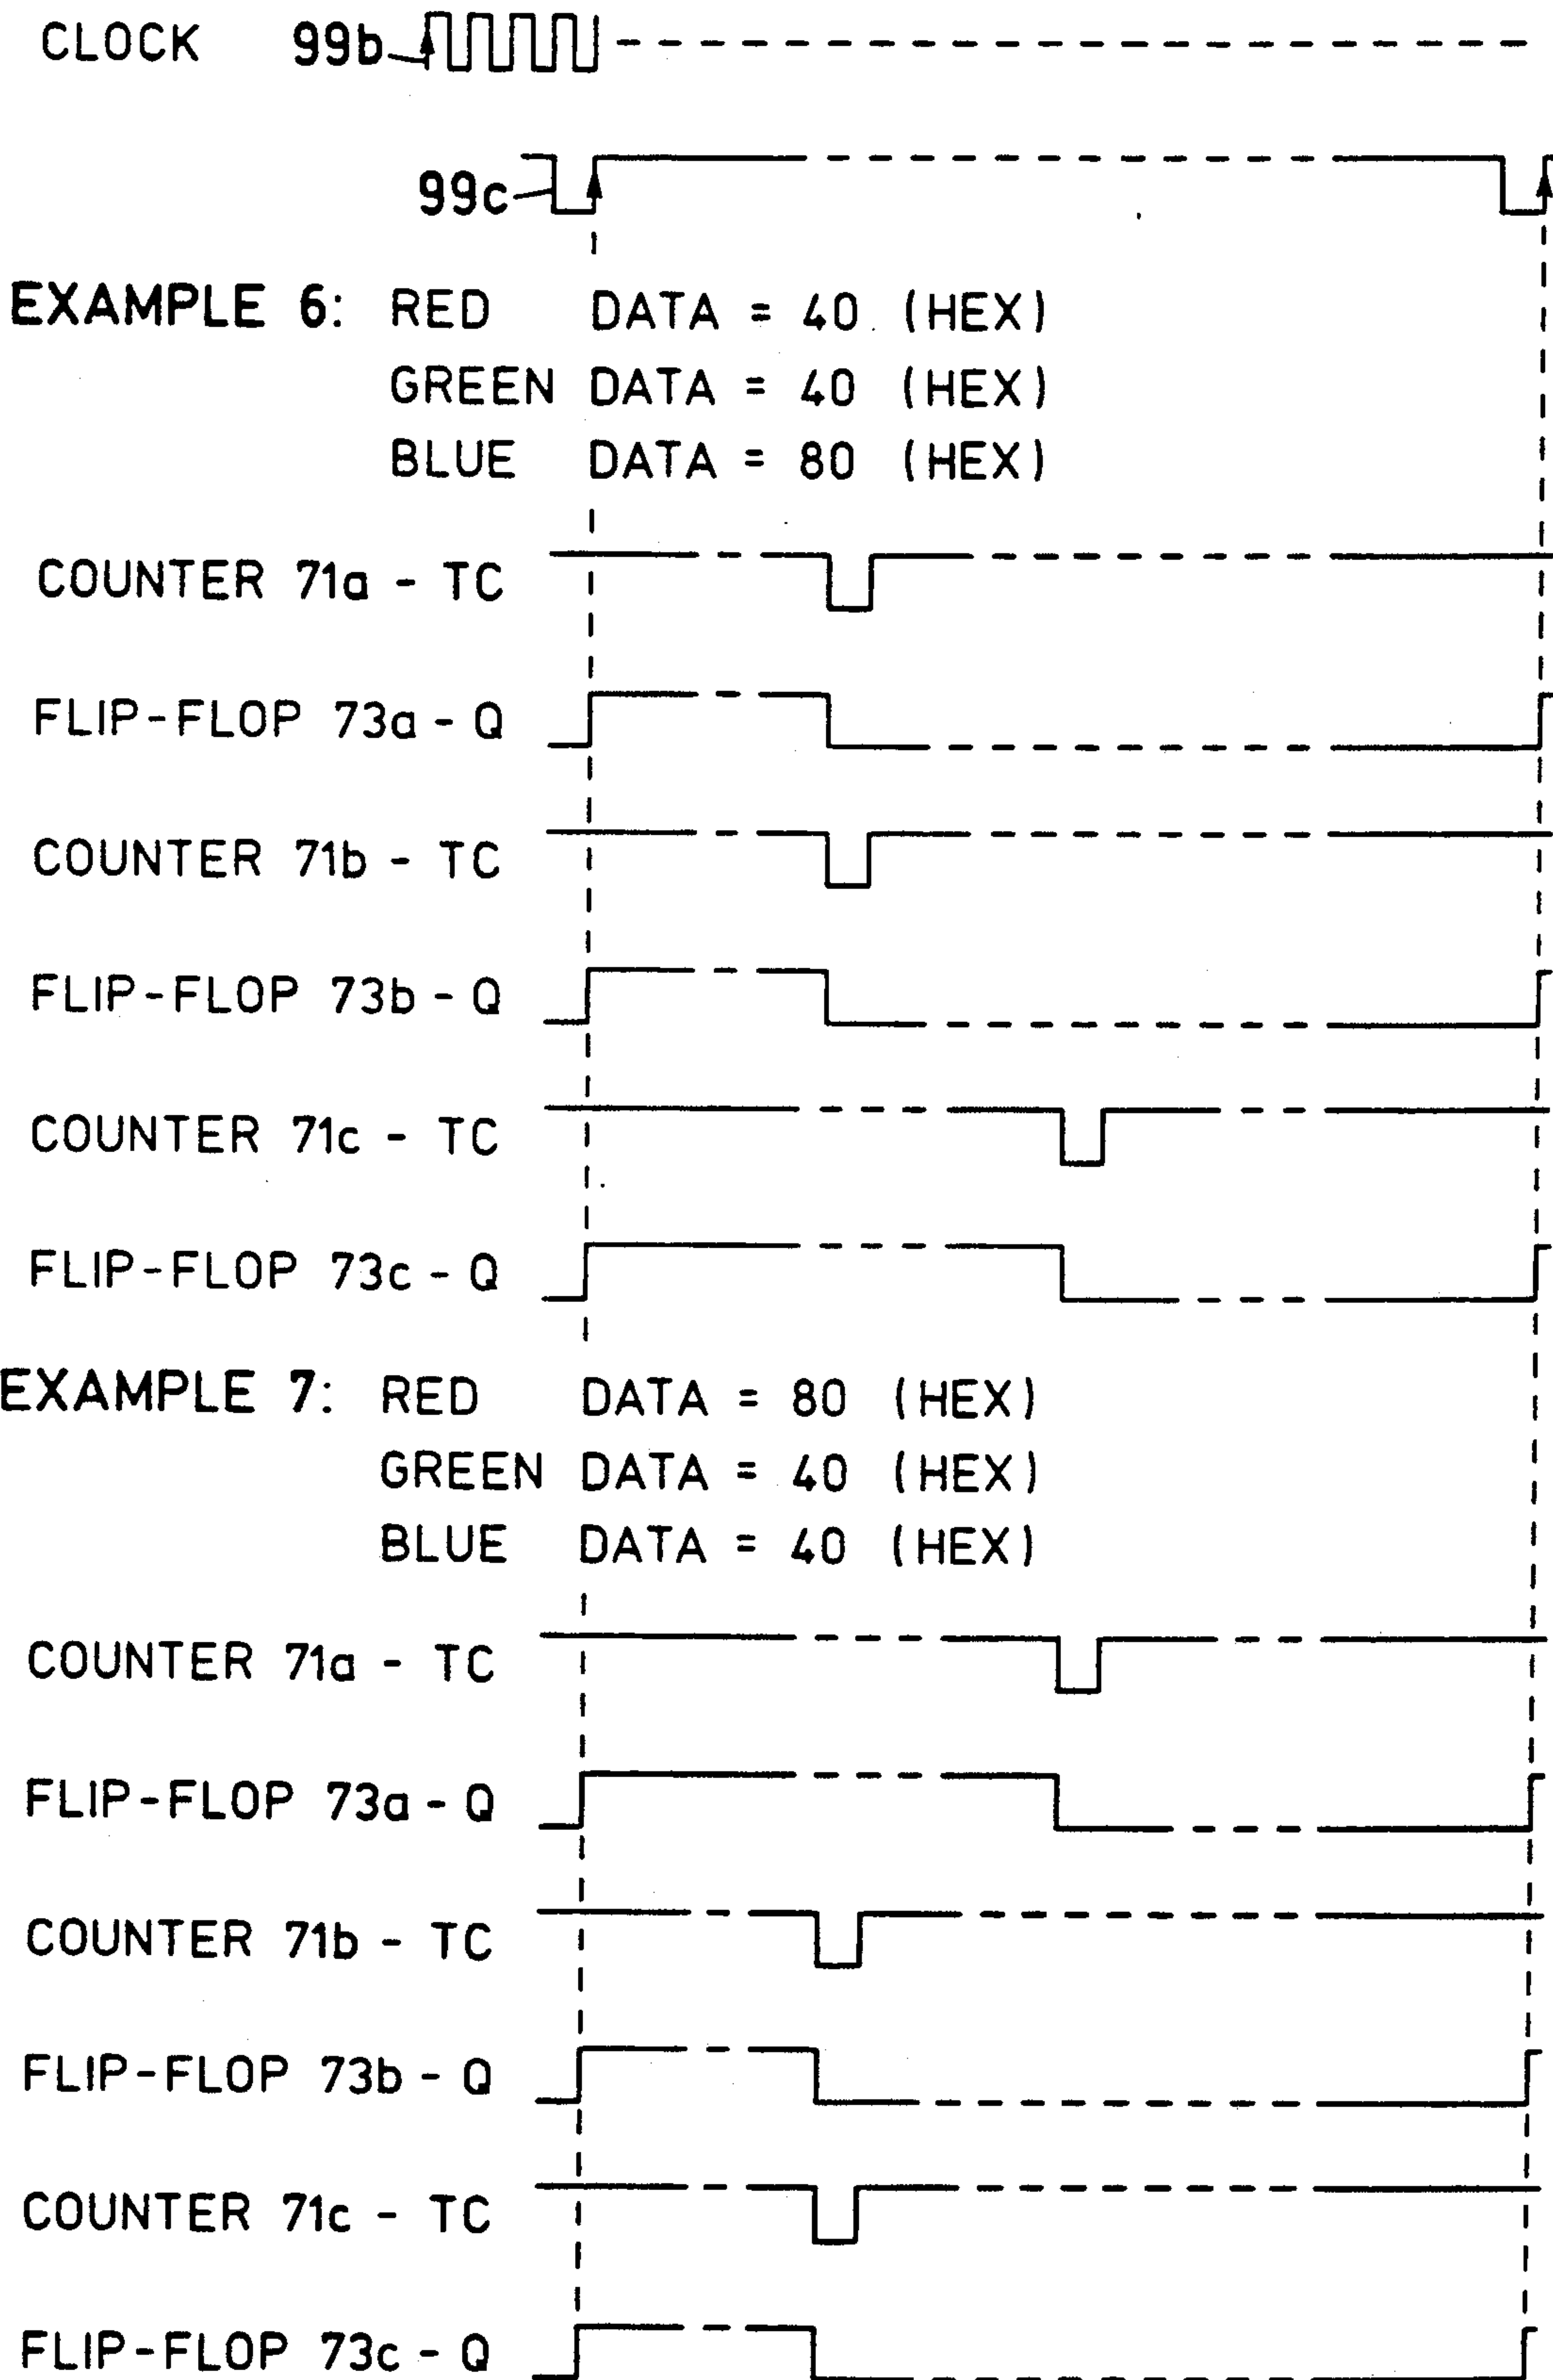 CLOCK 99b
99c
EXAMPLE 6: RED DATA = 40 (HEX)
GREEN DATA = 40 (HEX)
BLUE DATA = 80 (HEX)
COUNTER 71a - TC
FLIP-FLOP 73a - Q
COUNTER 71b - TC
FLIP-FLOP 73b - Q
COUNTER 71c - TC
FLIP-FLOP 73c - Q
EXAMPLE 7: RED DATA = 80 (HEX)
GREEN DATA = 40 (HEX)
BLUE DATA = 40 (HEX)
COUNTER 71a - TC
FLIP-FLOP 73a - Q
COUNTER 71b - TC
FLIP-FLOP 73b - Q
COUNTER 71c - TC
FLIP-FLOP 73c - Q